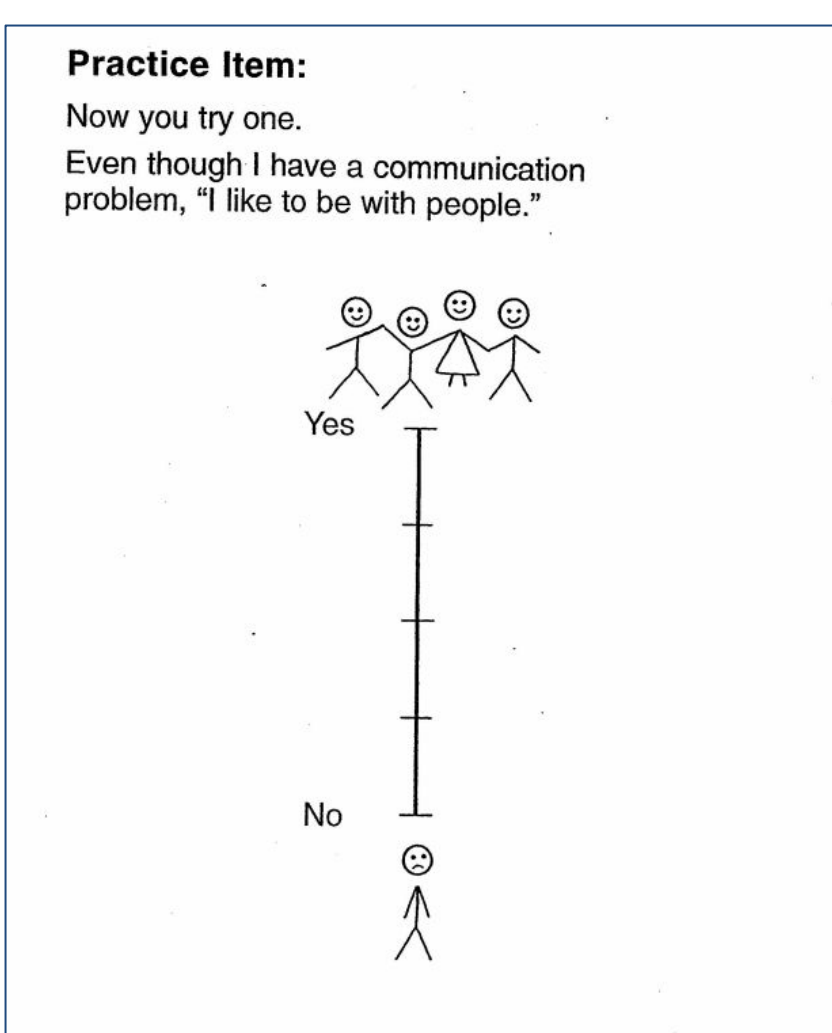 Practice Item:
Now you try one.
Even though I have a communication
problem, “I like to be with people.”
Yes
No